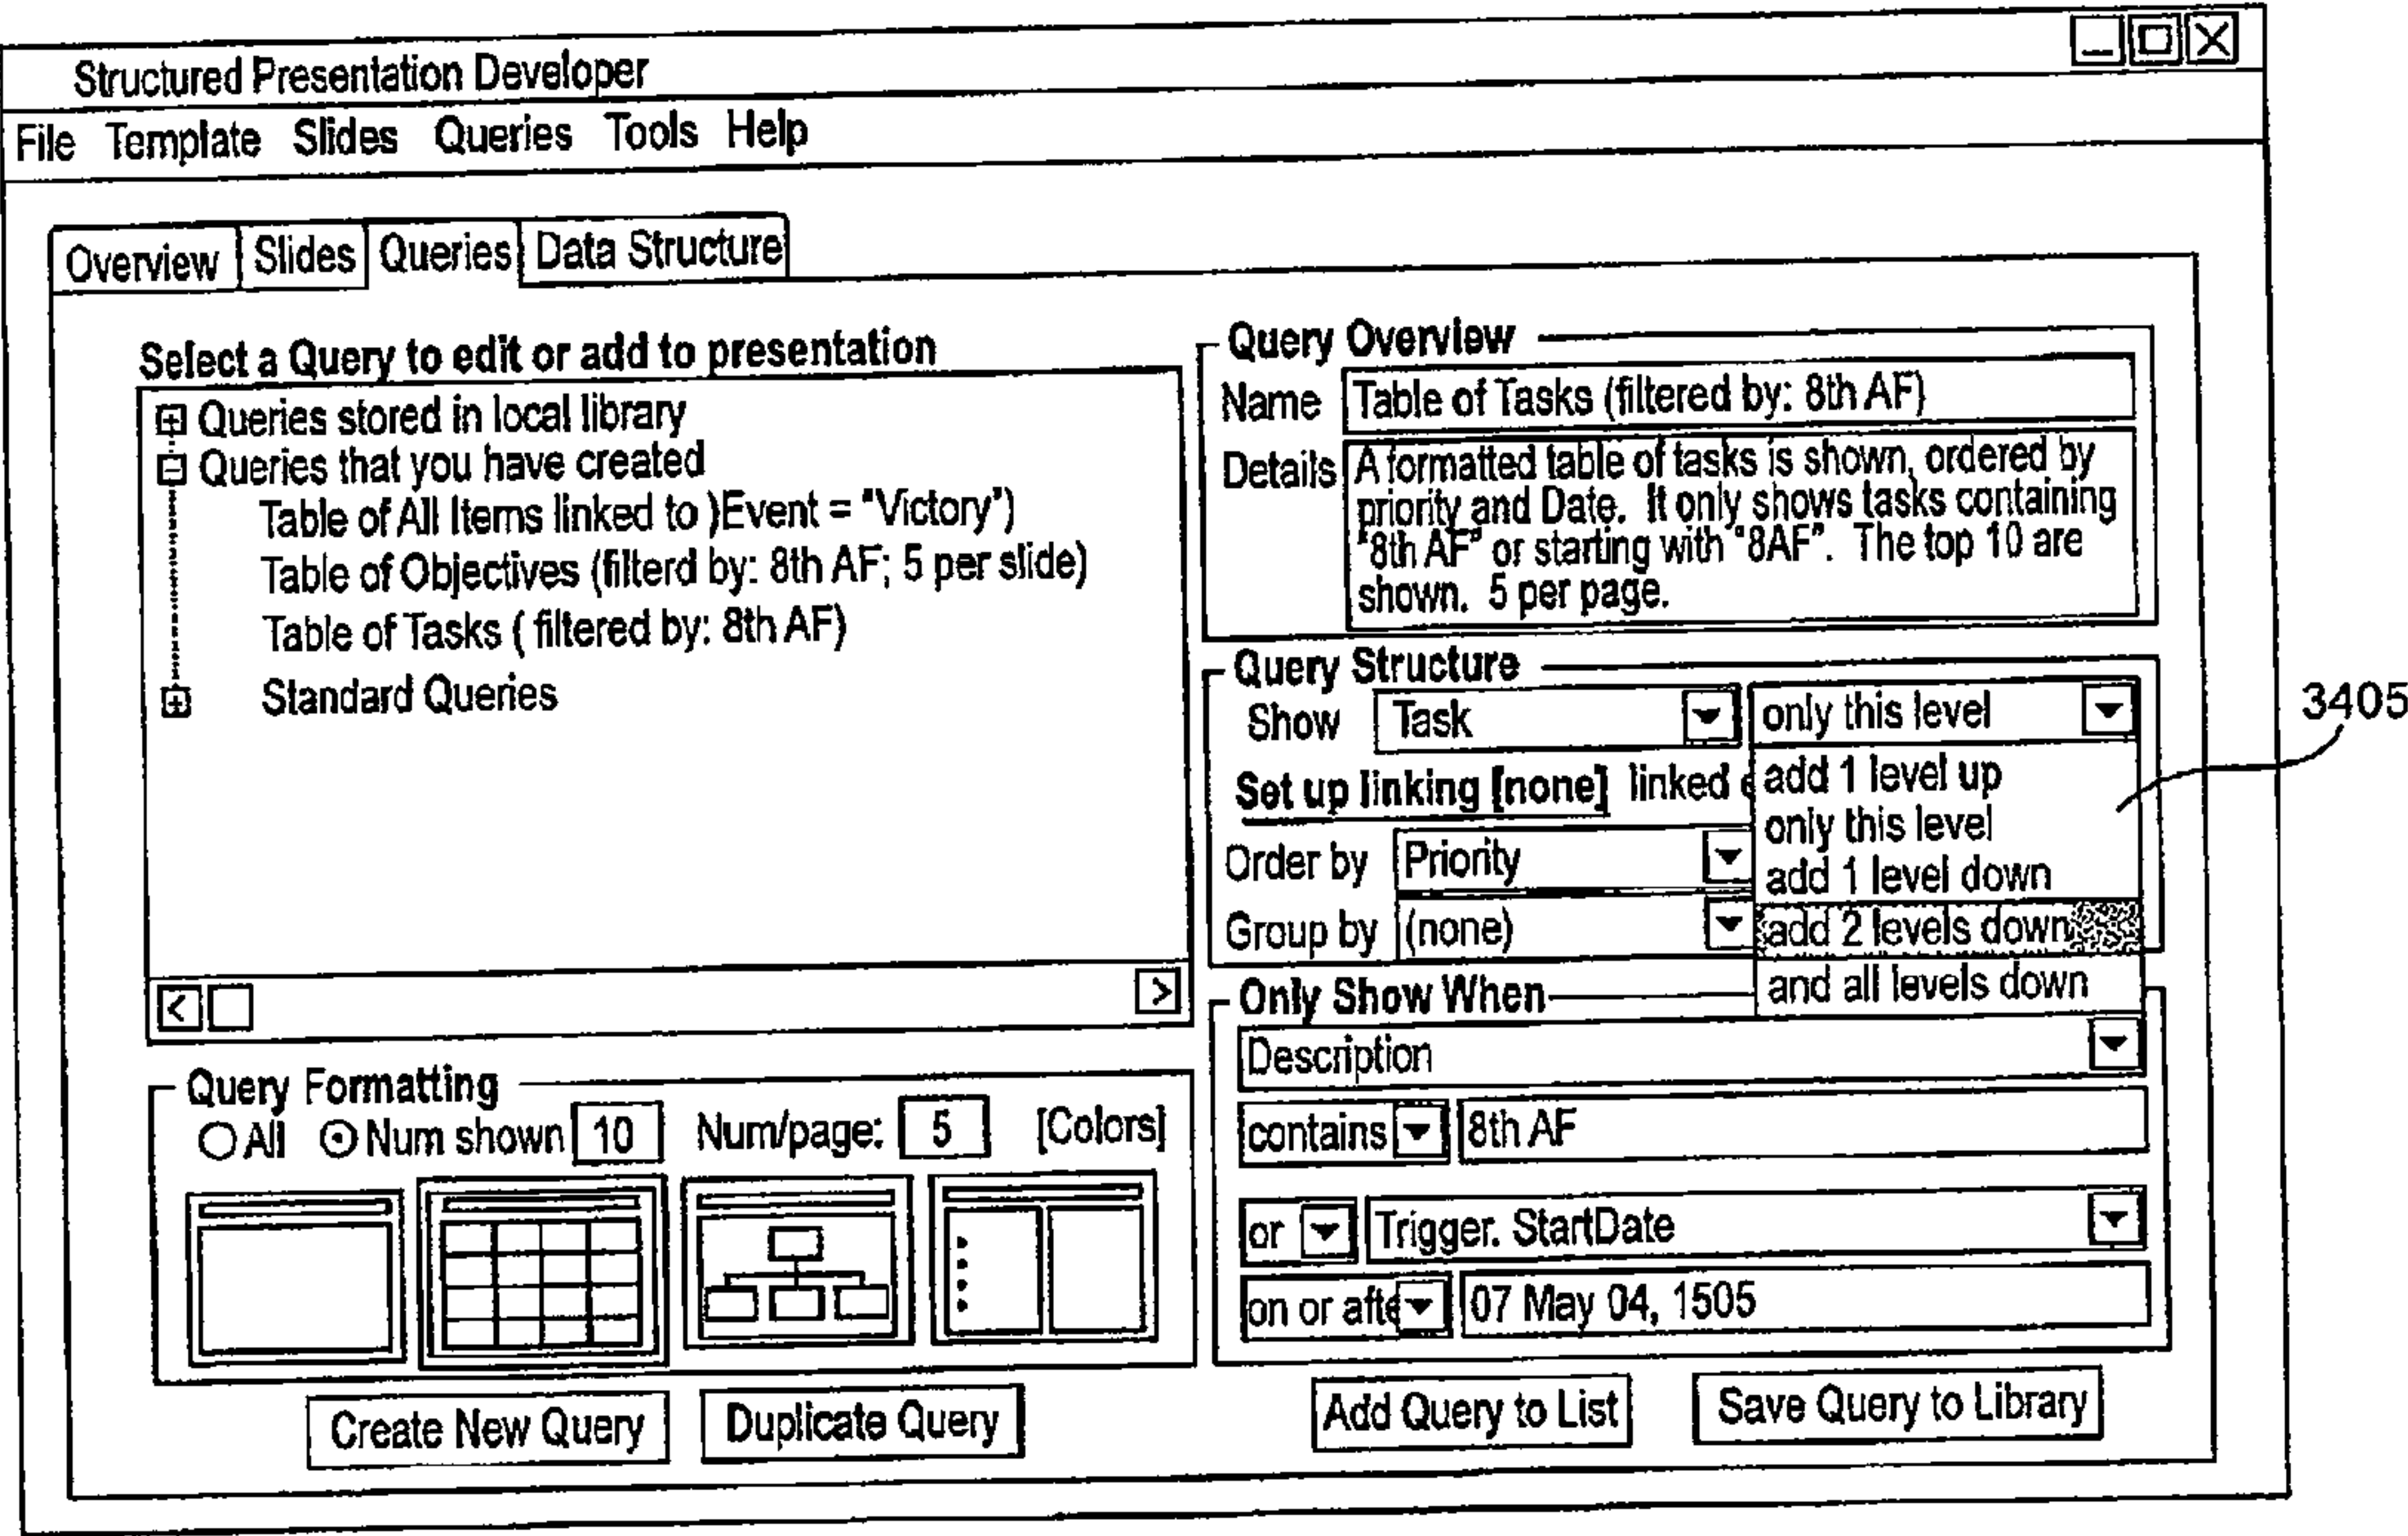 Structured Presentation Developer
File Template Slides Queries Tools Help
Overview Slides Queries Data Structure
Select a Query to edit or add to presentation
Queries stored in local library
Queries that you have created
Table of All Items linked to )Event = "Victory")
Table of Objectives (filterd by: 8th AF; 5 per slide)
Table of Tasks ( filtered by: 8th AF)
Standard Queries
Query Formatting
All Num shown 10 Num/page: 5 [Colors]
Create New Query Duplicate Query
Query Overview
Name Table of Tasks (filtered by: 8th AF)
Details A formatted table of tasks is shown, ordered by
priority and Date. It only shows tasks containing
"8th AF" or starting with "8AF". The top 10 are
shown. 5 per page.
Query Structure
Show Task only this level
3405
Set up linking [none] linked
add 1 level up
only this level
add 1 level down
add 2 levels down
and all levels down
Order by Priority
Group by (none)
Only Show When
Description
contains 8th AF
or Trigger. StartDate
on or afte 07 May 04, 1505
Add Query to List Save Query to Library